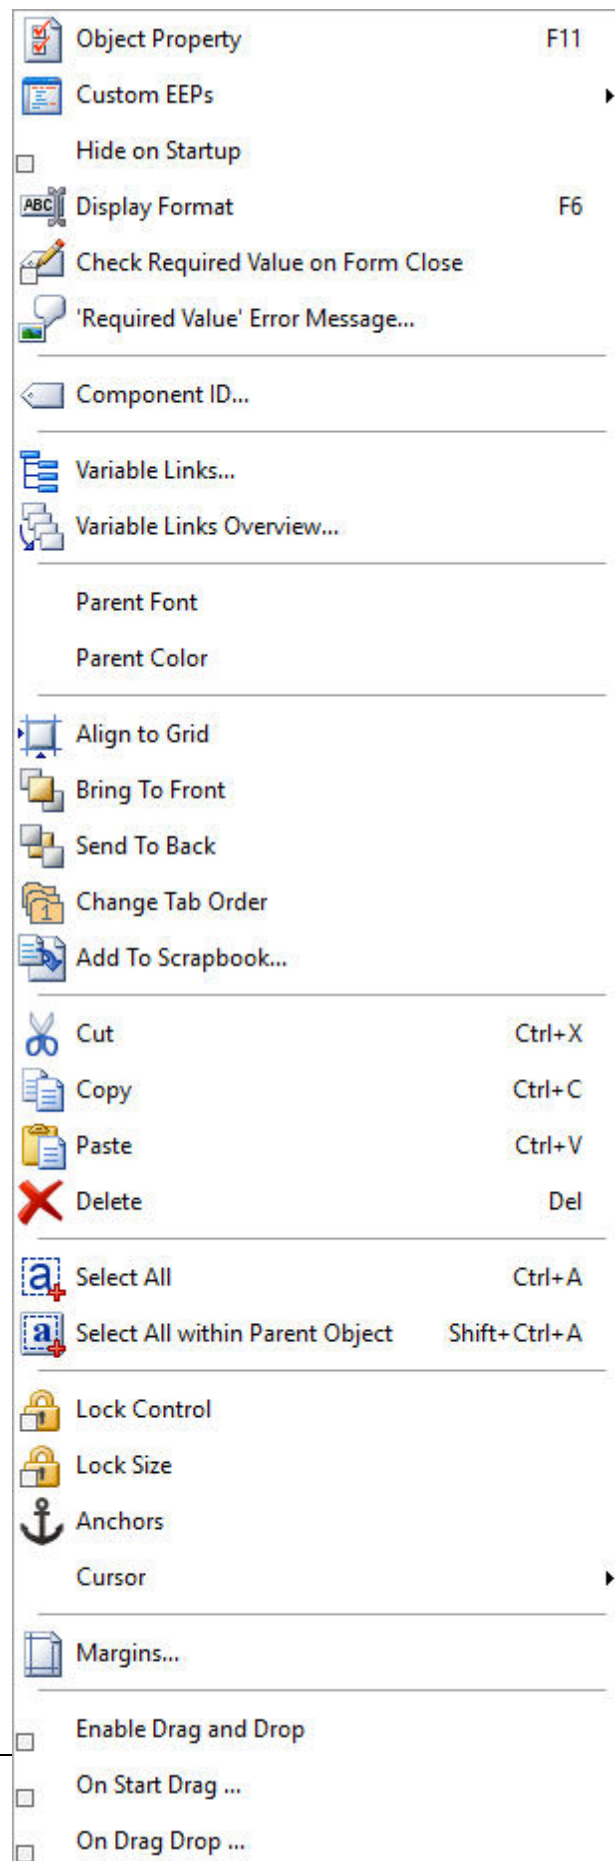 Object Property F11
Custom EEPs
Hide on Startup
ABC Display Format F6
Check Required Value on Form Close
'Required Value' Error Message...
Component ID...
Variable Links...
Variable Links Overview...
Parent Font
Parent Color
Align to Grid
Bring To Front
Send To Back
1 Change Tab Order
Add To Scrapbook...
Cut Ctrl+X
Copy Ctrl+C
Paste Ctrl+V
Delete Del
a Select All Ctrl+A
a Select All within Parent Object Shift+Ctrl+A
Lock Control
Lock Size
Anchors
Cursor
Margins...
Enable Drag and Drop
On Start Drag ...
On Drag Drop ...